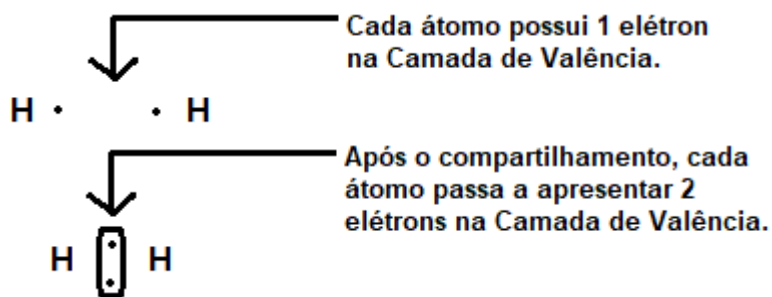 Cada átomo possui 1 elétron
na Camada de Valência.
H · · H
Após o compartilhamento, cada
átomo passa a apresentar 2
elétrons na Camada de Valência.
H : H